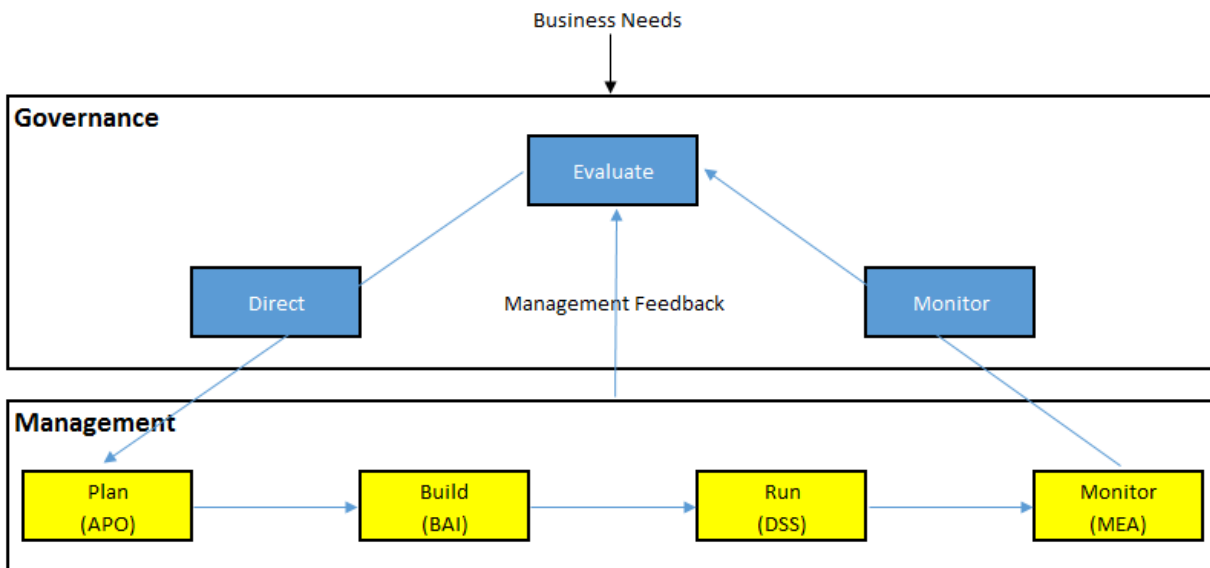 Business Needs
Governance
Evaluate
Direct
Management Feedback
Monitor
Management
Plan
(APO)
Build
(BAI)
Run
(DSS)
Monitor
(MEA)